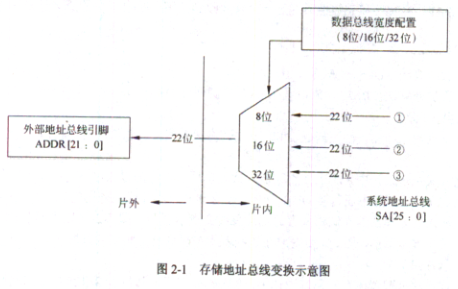 数据总线宽度配置
(8位/16位/32位)
8位
22位
①
外部地址总线引脚
ADDR[21 : 0]
22位
16位
22位
②
32位
22位
③
系统地址总线
SA[25 : 0]
片外
片内
图 2-1 存储地址总线变换示意图